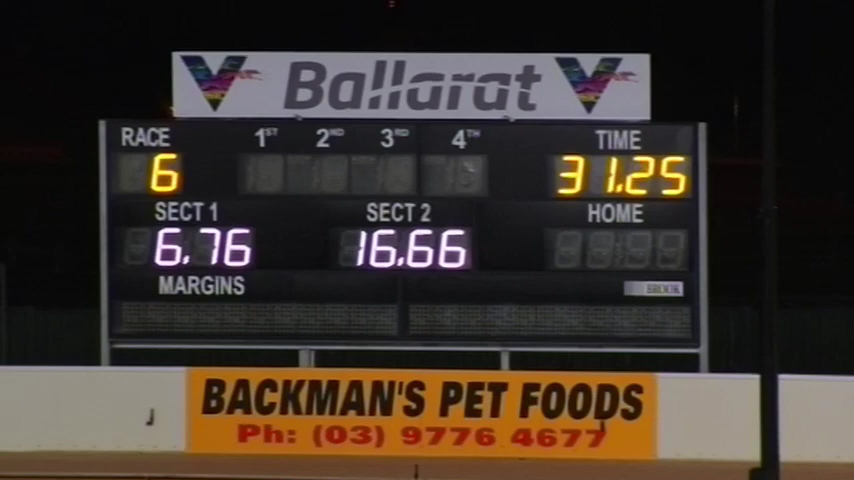 Ballarat
RACE 1ST 2ND 3RD 4TH TIME
6 31.25
SECT 1 SECT 2 HOME
6.76 16.66
MARGINS
BACKMAN'S PET FOODS
Ph: (03) 9776 4677